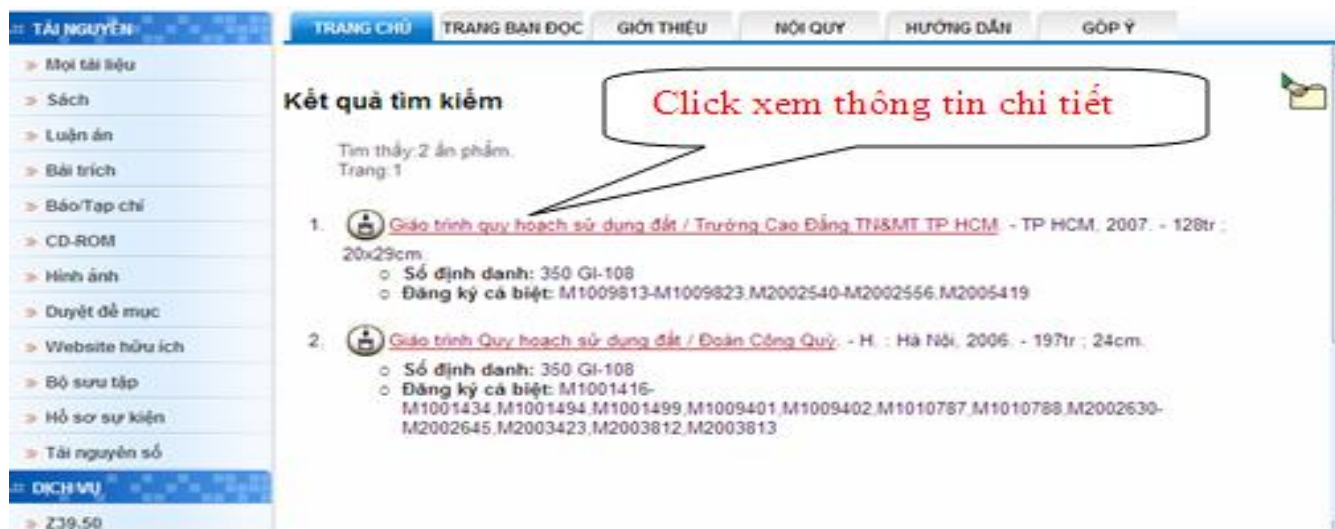 TÀI NGUYÊN
Mọi tài liệu
Sách
Luận án
Bài trích
Báo/Tạp chí
CD-ROM
Hình ảnh
Duyệt đề mục
Website hữu ích
Bộ sưu tập
Hồ sơ sự kiện
Tài nguyên số
DỊCH VỤ
Z39.50
TRANG CHỦ TRANG BẠN ĐỌC GIỚI THIỆU NỘI QUY HƯỚNG DẪN GÓP Ý
Kết quả tìm kiếm
Click xem thông tin chi tiết
Tìm thấy:2 ấn phẩm.
Trang:1
1. Giáo trình quy hoạch sử dụng đất / Trường Cao Đẳng TN&MT TP HCM. - TP HCM, 2007. - 128tr ;
20x29cm.
Số định danh: 350 GI-108
Đăng ký cá biệt: M1009813-M1009823,M2002540-M2002556,M2005419
2. Giáo trình Quy hoạch sử dụng đất / Đoàn Công Quỳ. - H. : Hà Nội, 2006. - 197tr ; 24cm.
Số định danh: 350 GI-108
Đăng ký cá biệt: M1001416-
M1001434,M1001494,M1001499,M1009401,M1009402,M1010787,M1010788,M2002630-
M2002645,M2003423,M2003812,M2003813